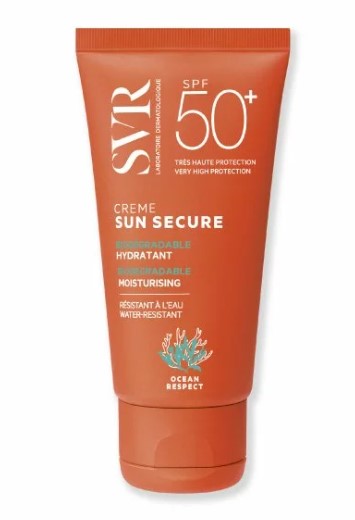 SVR
LABORATOIRE DERMATOLOGIQUE
SPF
50+
TRÈS HAUTE PROTECTION
VERY HIGH PROTECTION
CREME
SUN SECURE
BIODEGRADABLE
HYDRATANT
BIODEGRADABLE
MOISTURISING
RÉSISTANT À L'EAU
WATER-RESISTANT
OCEAN
RESPECT